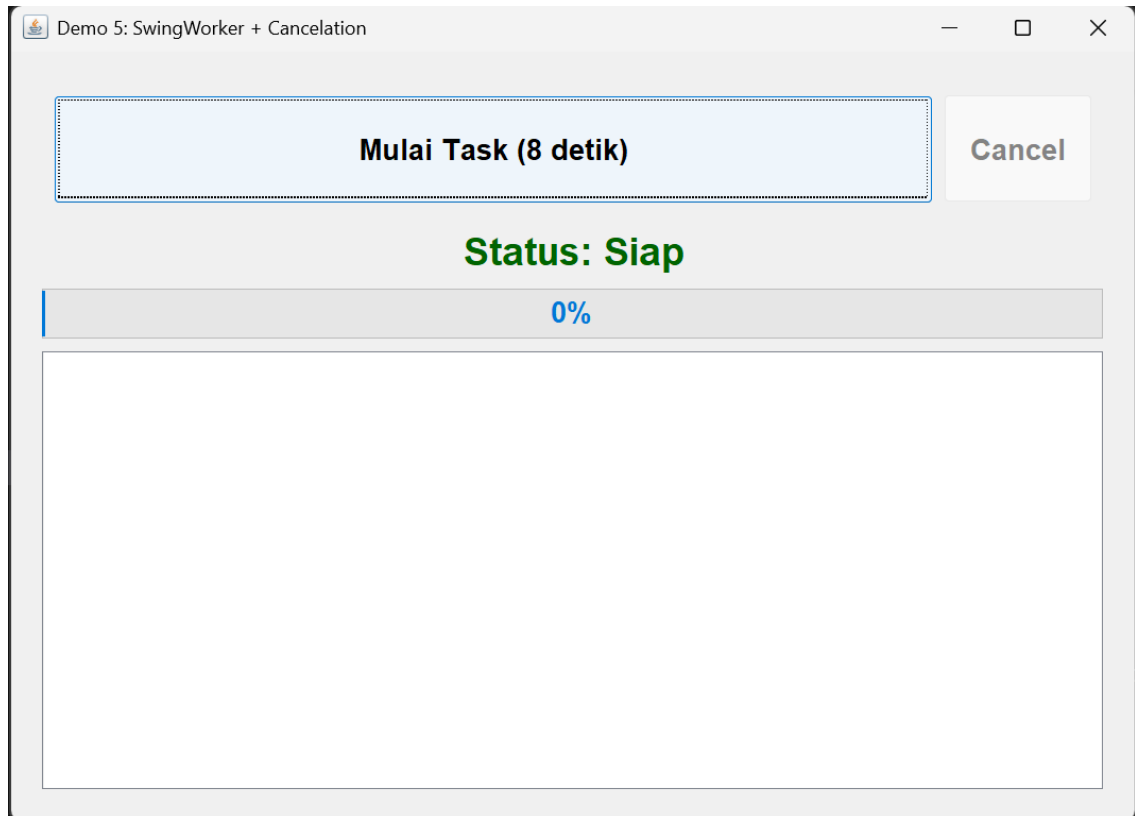 Demo 5: SwingWorker + Cancelation
Mulai Task (8 detik) Cancel
Status: Siap
0%